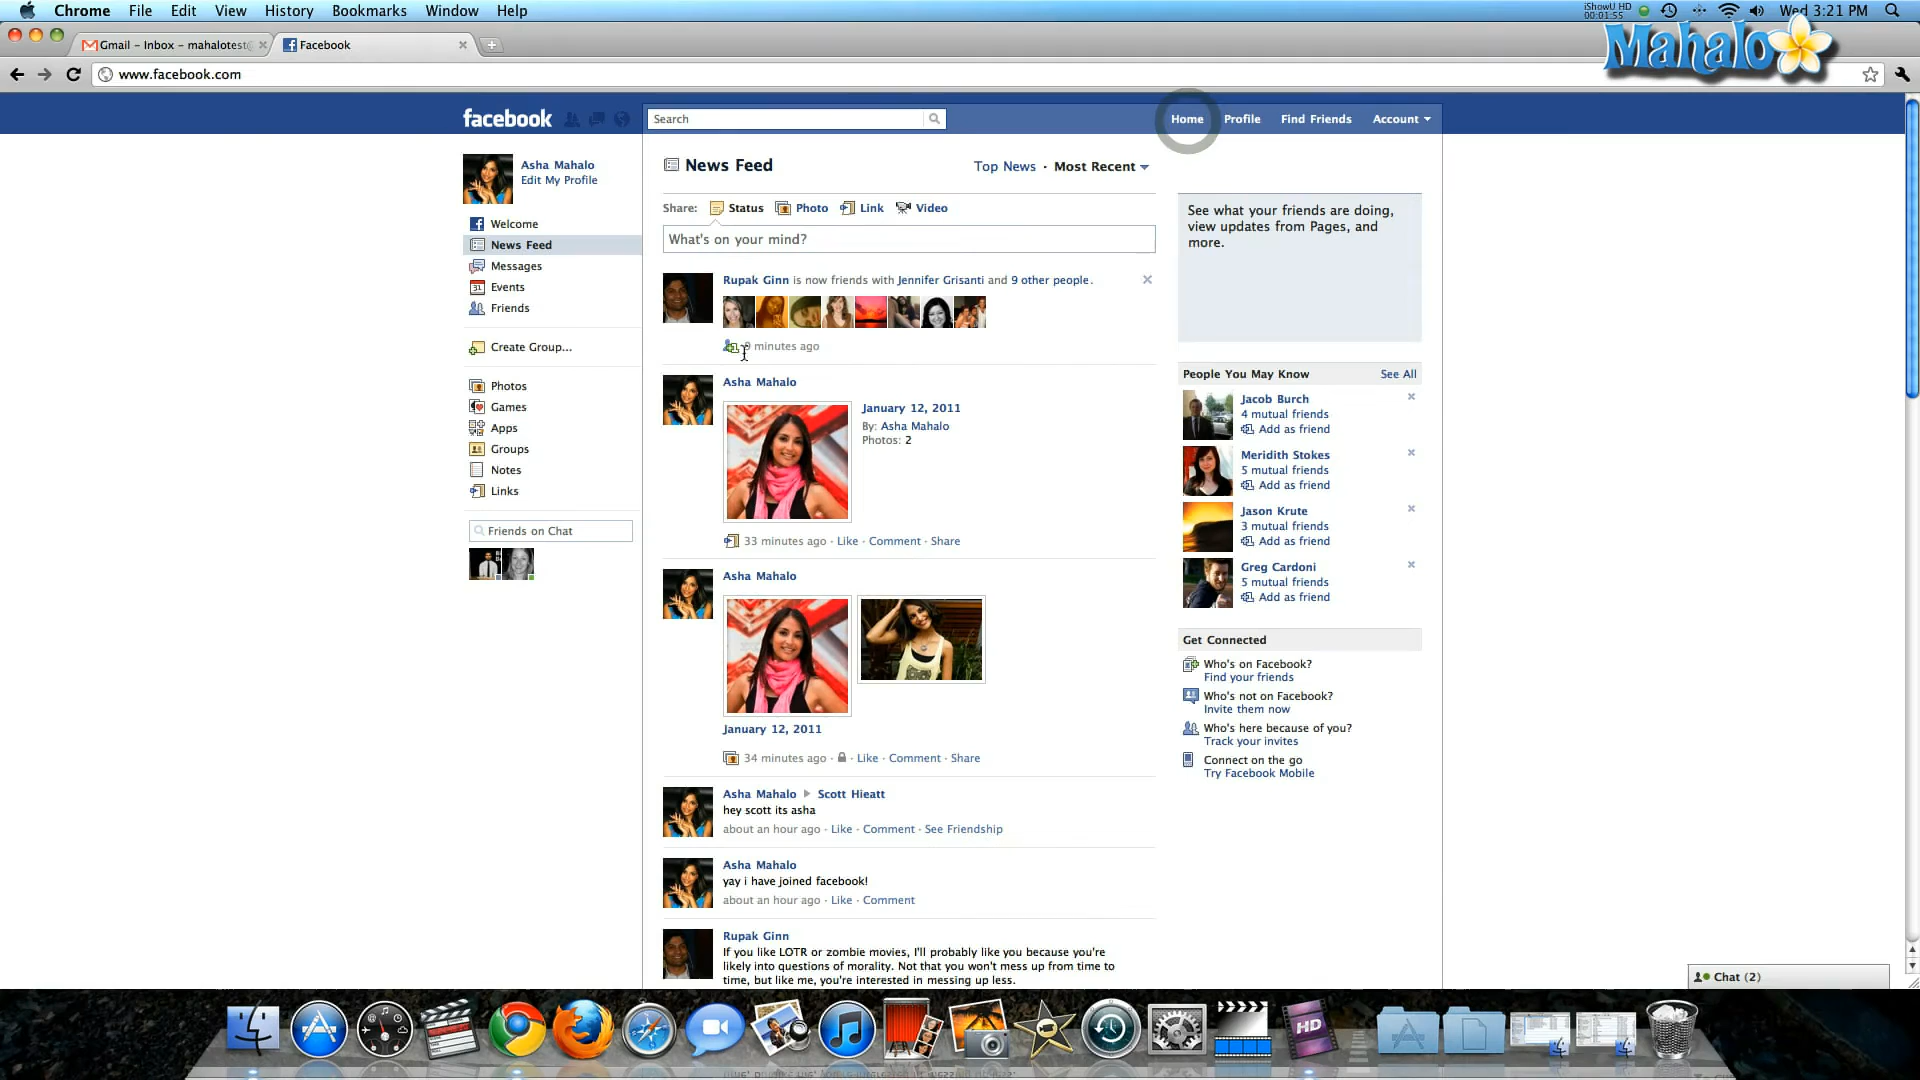 Chrome File Edit View History Bookmarks Window Help
iShowU HD
00:01:55
Wed 3:21 PM
Mahalo
Gmail - Inbox - mahalotest@
Facebook
www.facebook.com
facebook
Search
Home Profile Find Friends Account
Asha Mahalo
Edit My Profile
Welcome
News Feed
Messages
31 Events
Friends
Create Group...
Photos
Games
Apps
Groups
Notes
Links
Friends on Chat
News Feed
Top News · Most Recent
Share: Status Photo Link Video
What's on your mind?
Rupak Ginn is now friends with Jennifer Grisanti and 9 other people.
minutes ago
Asha Mahalo
January 12, 2011
By: Asha Mahalo
Photos: 2
33 minutes ago · Like · Comment · Share
Asha Mahalo
January 12, 2011
34 minutes ago · Like · Comment · Share
Asha Mahalo Scott Hieatt
hey scott its asha
about an hour ago · Like · Comment · See Friendship
Asha Mahalo
yay i have joined facebook!
about an hour ago · Like · Comment
Rupak Ginn
If you like LOTR or zombie movies, I'll probably like you because you're
likely into questions of morality. Not that you won't mess up from time to
time, but like me, you're interested in messing up less.
See what your friends are doing,
view updates from Pages, and
more.
People You May Know See All
Jacob Burch
4 mutual friends
Add as friend
Meridith Stokes
5 mutual friends
Add as friend
Jason Krute
3 mutual friends
Add as friend
Greg Cardoni
5 mutual friends
Add as friend
Get Connected
Who's on Facebook?
Find your friends
Who's not on Facebook?
Invite them now
Who's here because of you?
Track your invites
Connect on the go
Try Facebook Mobile
Chat (2)
HD